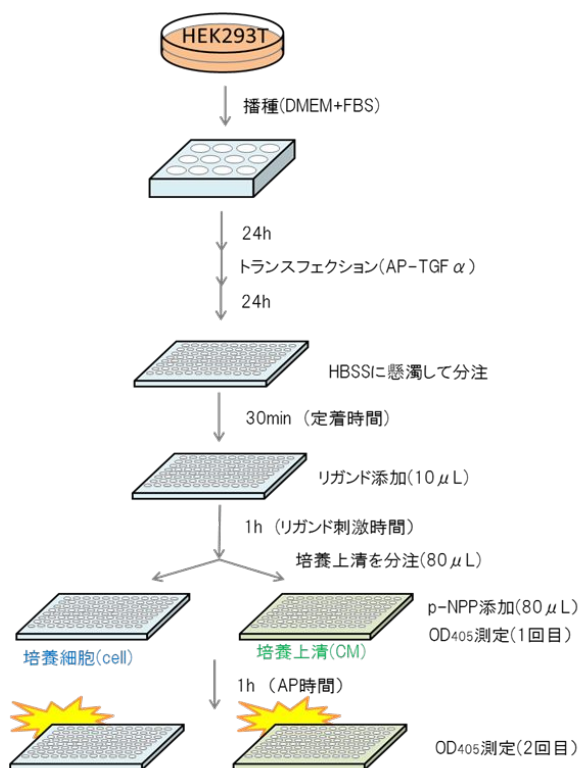 HEK293T
播種(DMEM+FBS)
24h
トランスフェクション(AP-TGFα)
24h
HBSSに懸濁して分注
30min (定着時間)
リガンド添加(10μL)
1h (リガンド刺激時間)
培養上清を分注(80μL)
p-NPP添加(80μL)
OD405測定(1回目)
培養細胞(cell)
培養上清(CM)
1h (AP時間)
OD405測定(2回目)